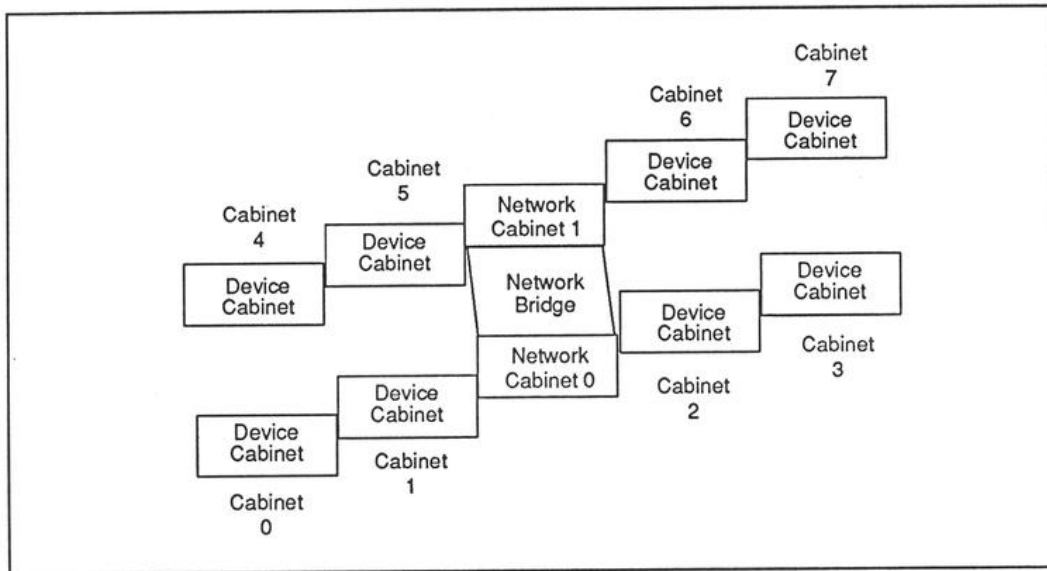 Cabinet
7
Device
Cabinet
Cabinet
6
Device
Cabinet
Cabinet
5
Device
Cabinet
Network
Cabinet 1
Cabinet
4
Device
Cabinet
Network
Bridge
Device
Cabinet
Cabinet
3
Device
Cabinet
Cabinet
2
Network
Cabinet 0
Device
Cabinet
Cabinet
1
Device
Cabinet
Cabinet
0